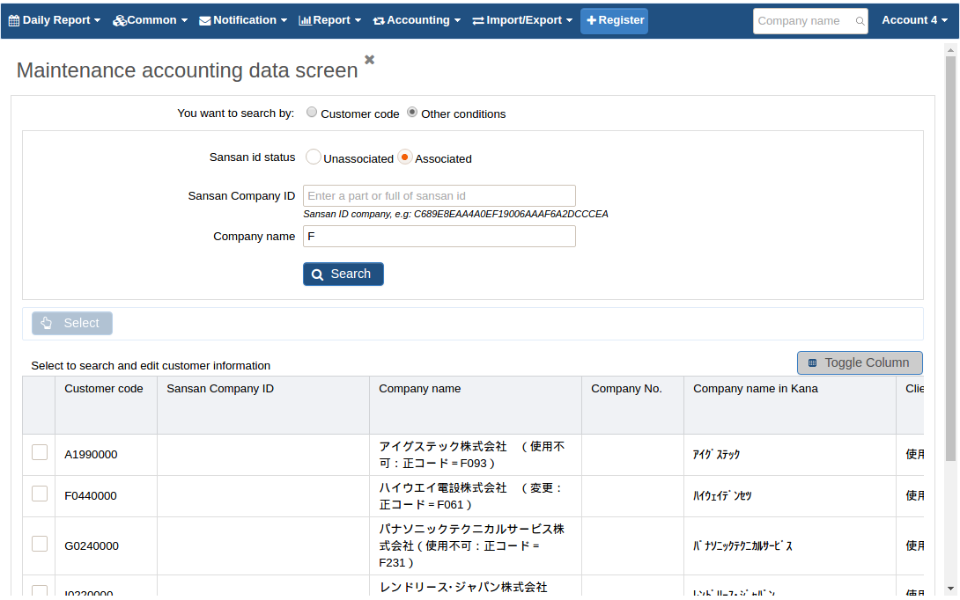 Daily Report Common Notification Report Accounting Import/Export Register Company name Account 4
Maintenance accounting data screen
You want to search by: Customer code Other conditions
Sansan id status Unassociated Associated
Sansan Company ID Enter a part or full of sansan id
Sansan ID company, e.g: C689E8EAA4A0EF19006AAAF6A2DCCCEA
Company name F
Search
Select
Select to search and edit customer information Toggle Column
Customer code Sansan Company ID Company name Company No. Company name in Kana Clie
A1990000 アイグステック株式会社 （使用不 ｱｲｸﾞｽﾃｯｸ 使用
可：正コード＝F093）
F0440000 ハイウエイ電設株式会社 （変更： ﾊｲｳｪｲﾃﾞﾝｾﾂ 使用
正コード＝F061）
G0240000 パナソニックテクニカルサービス株 ﾊﾟﾅｿﾆｯｸﾃｸﾆｶﾙｻｰﾋﾞｽ 使用
式会社（使用不可：正コード＝
F231）
I0220000 レンドリース・ジャパン株式会社 ﾚﾝﾄﾞﾘｰｽ･ｼﾞｬﾊﾟﾝ 使用